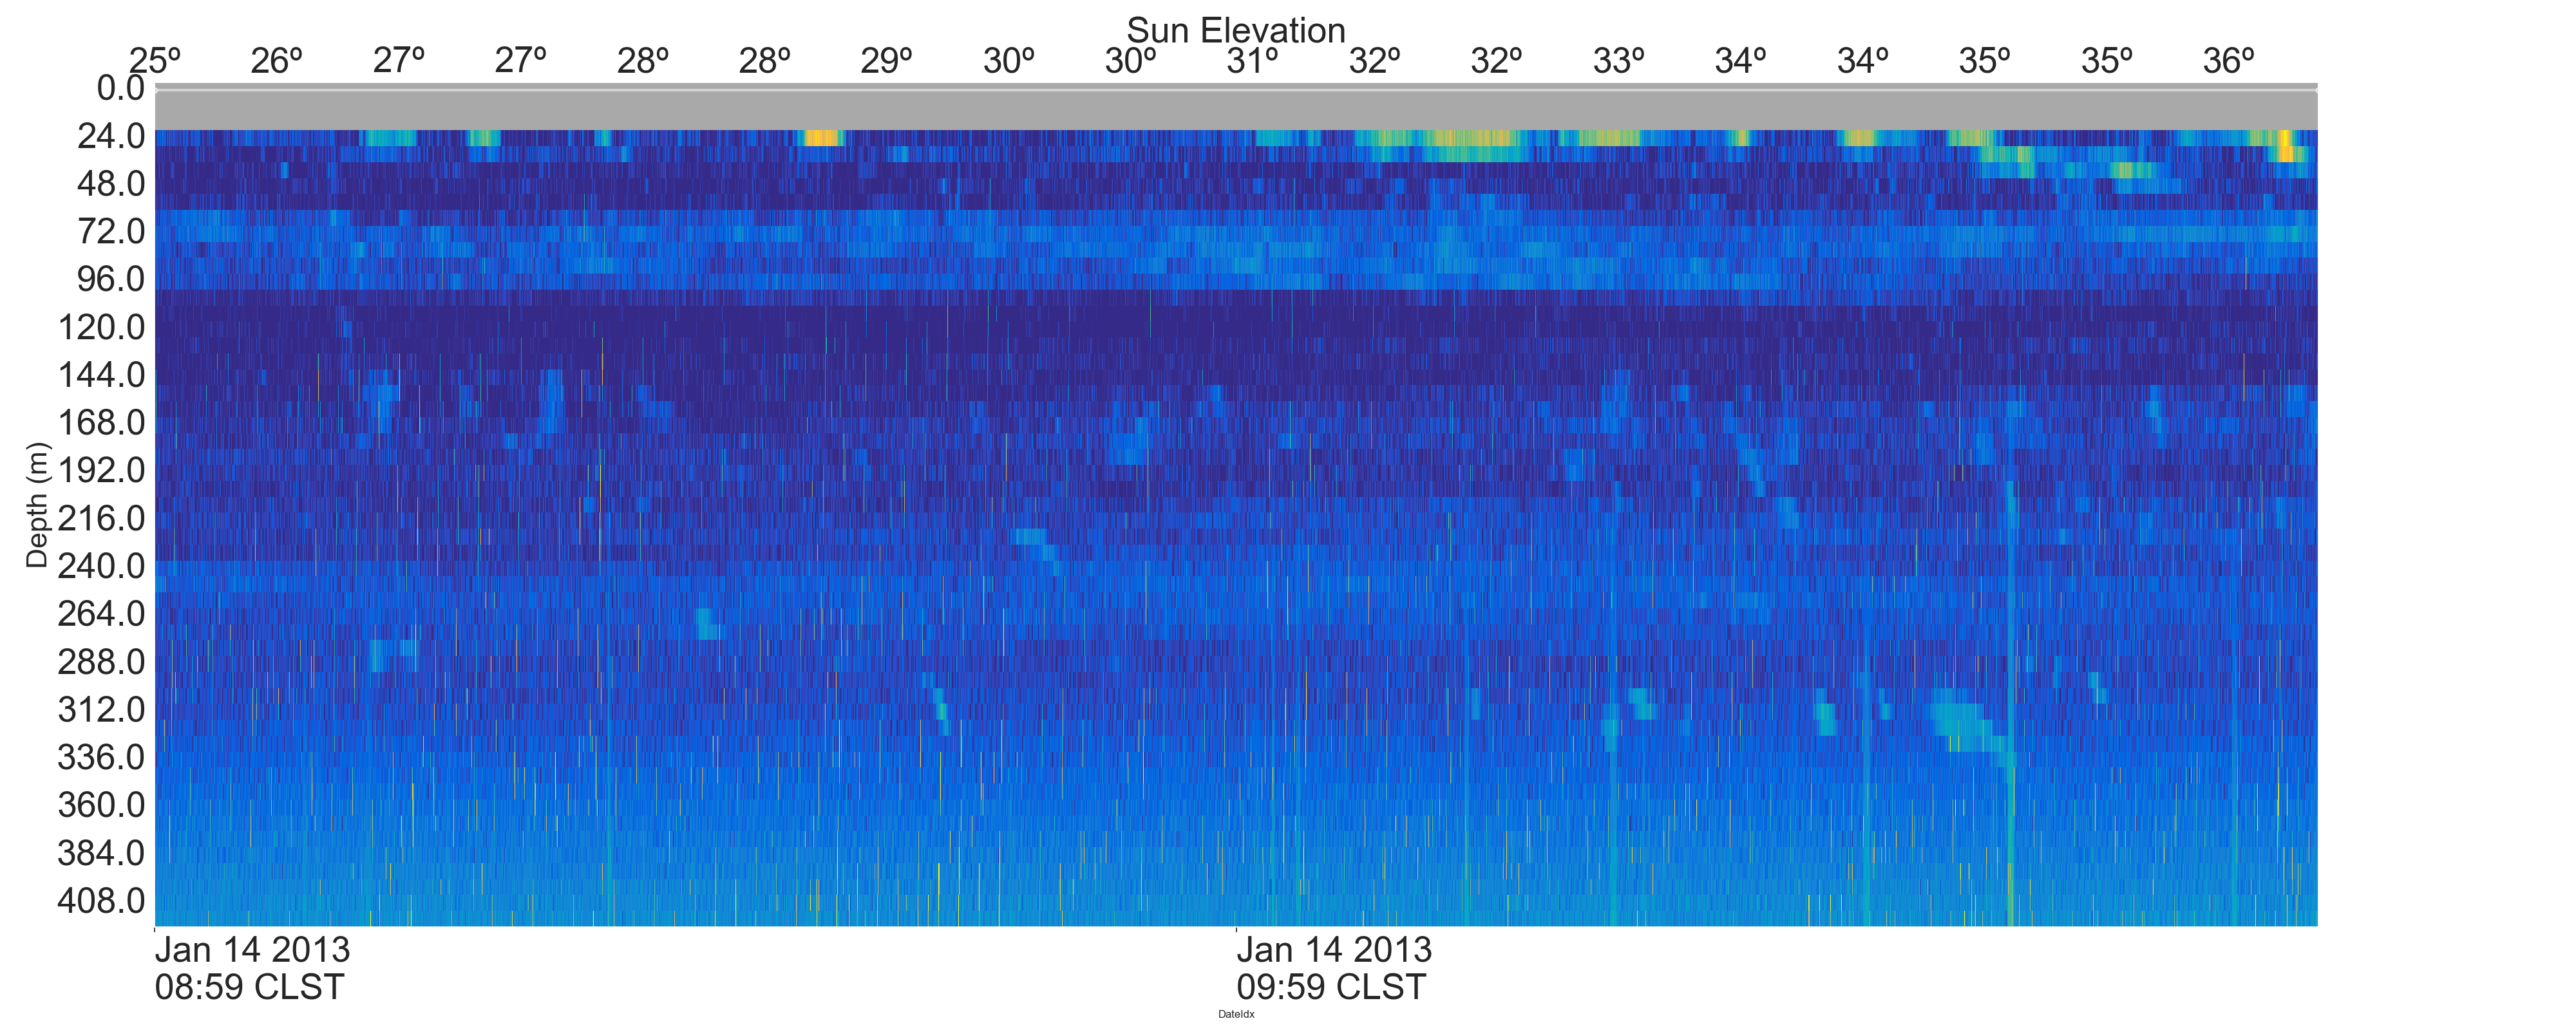 Sun Elevation
25º 26º 27º 27º 28º 28º 29º 30º 30º 31º 32º 32º 33º 34º 34º 35º 35º 36º
0.0
24.0
48.0
72.0
96.0
120.0
144.0
168.0
192.0
216.0
240.0
264.0
288.0
312.0
336.0
360.0
384.0
408.0
Depth (m)
Jan 14 2013
08:59 CLST
Jan 14 2013
09:59 CLST
DateIdx